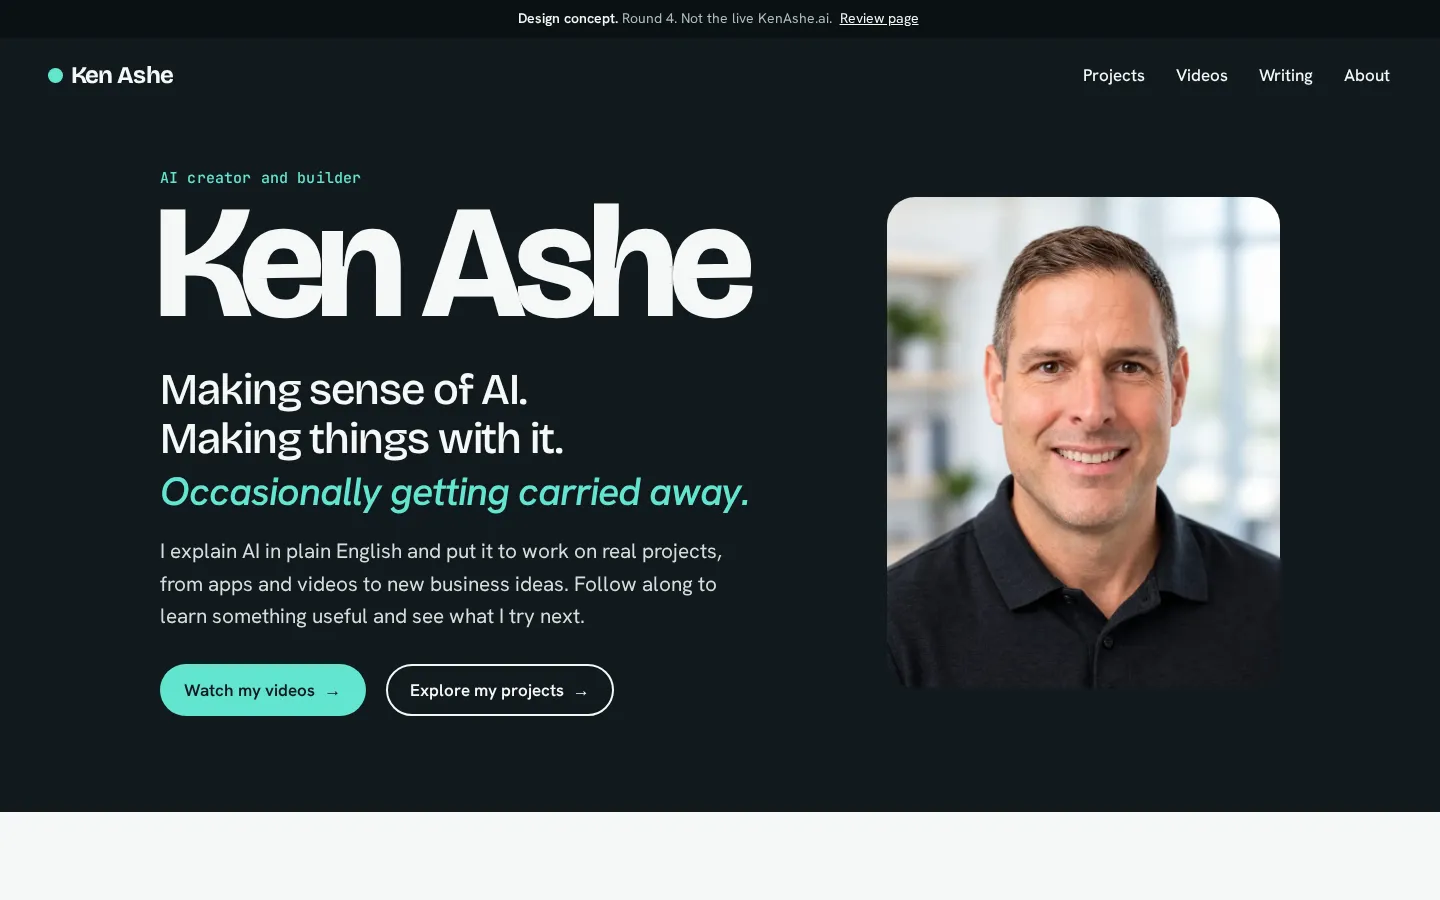 Design concept. Round 4. Not the live KenAshe.ai. Review page
Ken Ashe
Projects Videos Writing About
AI creator and builder
Ken Ashe
Making sense of AI.
Making things with it.
Occasionally getting carried away.
I explain AI in plain English and put it to work on real projects,
from apps and videos to new business ideas. Follow along to
learn something useful and see what I try next.
Watch my videos →
Explore my projects →